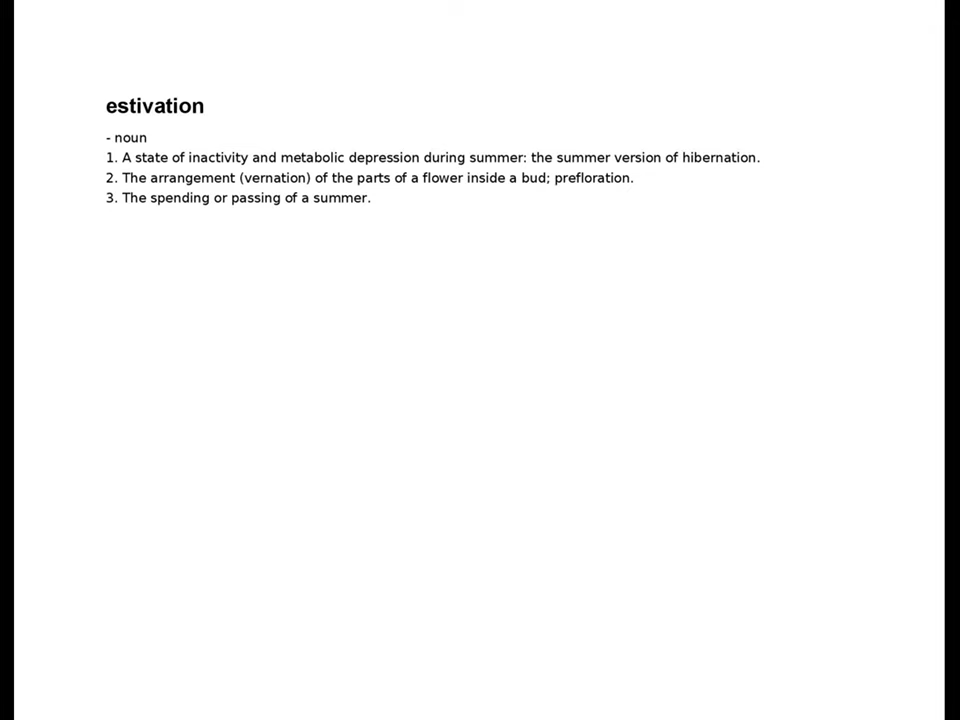 estivation
- noun
1. A state of inactivity and metabolic depression during summer: the summer version of hibernation.
2. The arrangement (vernation) of the parts of a flower inside a bud; prefloration.
3. The spending or passing of a summer.